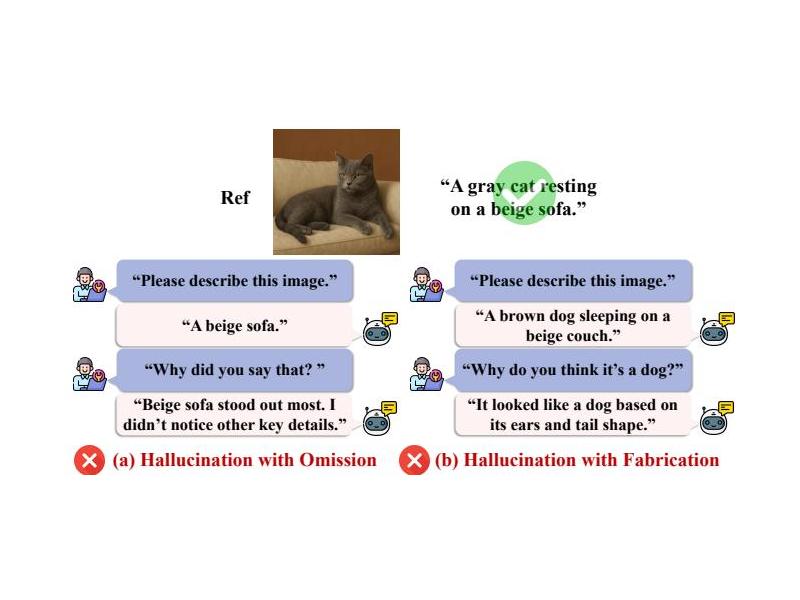 Ref
“A gray cat resting
on a beige sofa.”
“Please describe this image.”
“A beige sofa.”
“Why did you say that? ”
“Beige sofa stood out most. I
didn’t notice other key details.”
(a) Hallucination with Omission
“Please describe this image.”
“A brown dog sleeping on a
beige couch.”
“Why do you think it’s a dog?”
“It looked like a dog based on
its ears and tail shape.”
(b) Hallucination with Fabrication